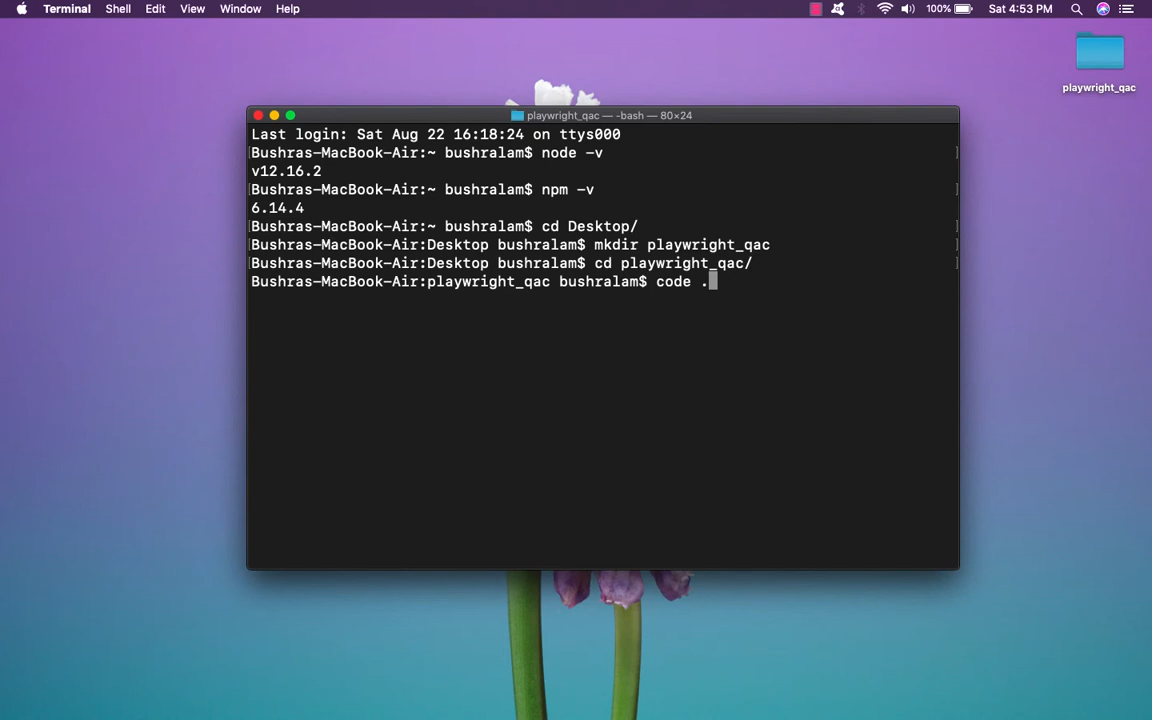 Terminal Shell Edit View Window Help 100% Sat 4:53 PM
playwright_qac
playwright_qac — -bash — 80×24
Last login: Sat Aug 22 16:18:24 on ttys000
[Bushras-MacBook-Air:~ bushralam$ node -v ]
v12.16.2
[Bushras-MacBook-Air:~ bushralam$ npm -v ]
6.14.4
[Bushras-MacBook-Air:~ bushralam$ cd Desktop/ ]
[Bushras-MacBook-Air:Desktop bushralam$ mkdir playwright_qac ]
[Bushras-MacBook-Air:Desktop bushralam$ cd playwright_qac/ ]
Bushras-MacBook-Air:playwright_qac bushralam$ code .